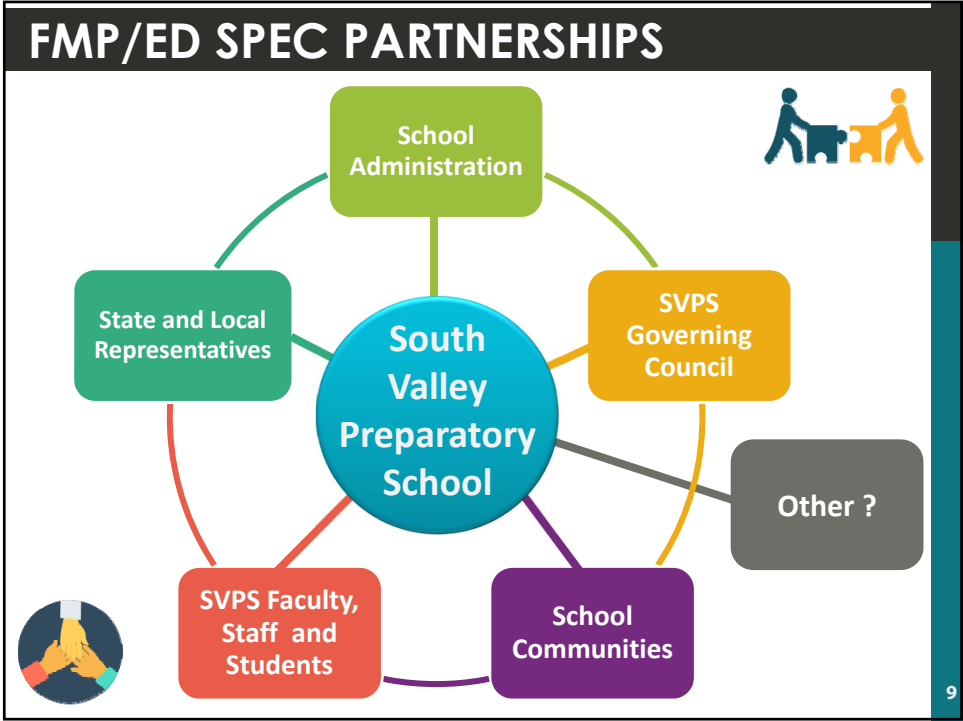 FMP/ED SPEC PARTNERSHIPS
School
Administration
State and Local
Representatives
SVPS
Governing
Council
South
Valley
Preparatory
School
Other ?
SVPS Faculty,
Staff and
Students
School
Communities
9